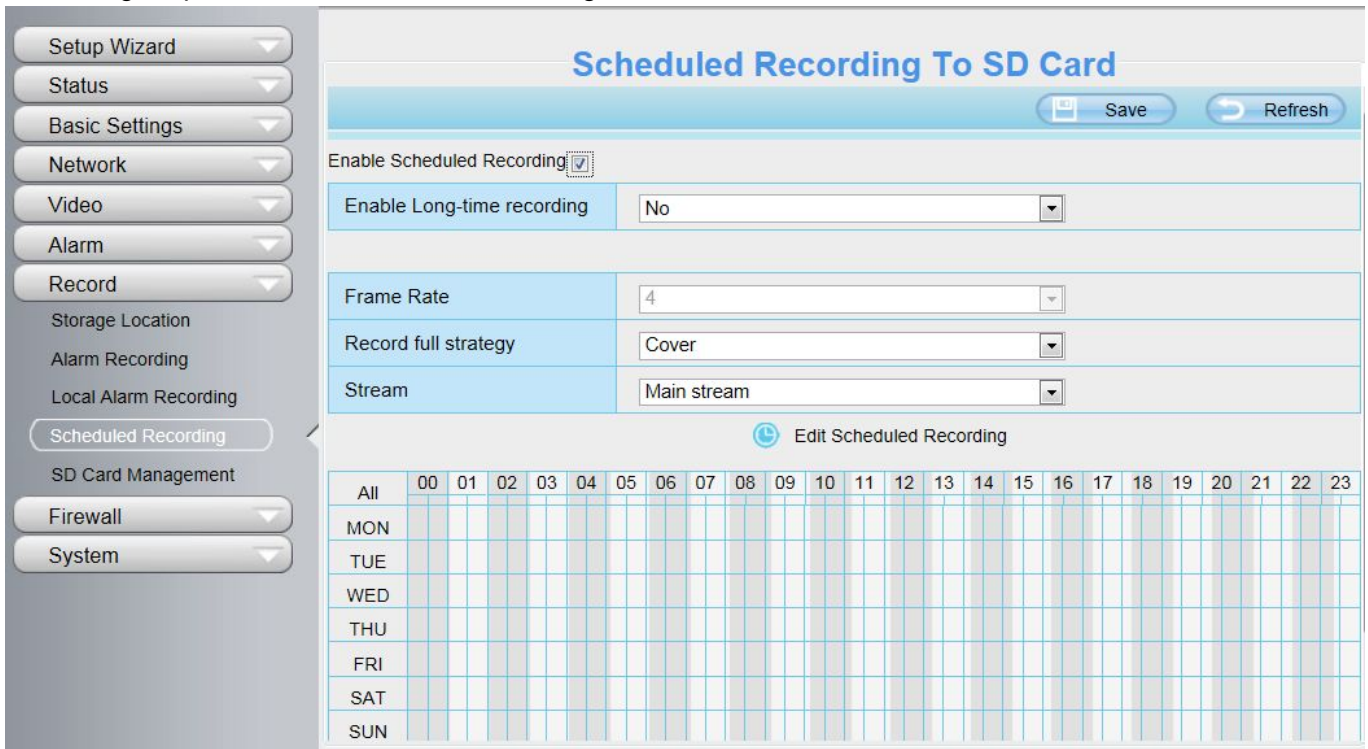 Setup Wizard
Status
Basic Settings
Network
Video
Alarm
Record
Storage Location
Alarm Recording
Local Alarm Recording
Scheduled Recording
SD Card Management
Firewall
System
Scheduled Recording To SD Card
Save Refresh
Enable Scheduled Recording
Enable Long-time recording No
Frame Rate 4
Record full strategy Cover
Stream Main stream
Edit Scheduled Recording
All 00 01 02 03 04 05 06 07 08 09 10 11 12 13 14 15 16 17 18 19 20 21 22 23
MON
TUE
WED
THU
FRI
SAT
SUN